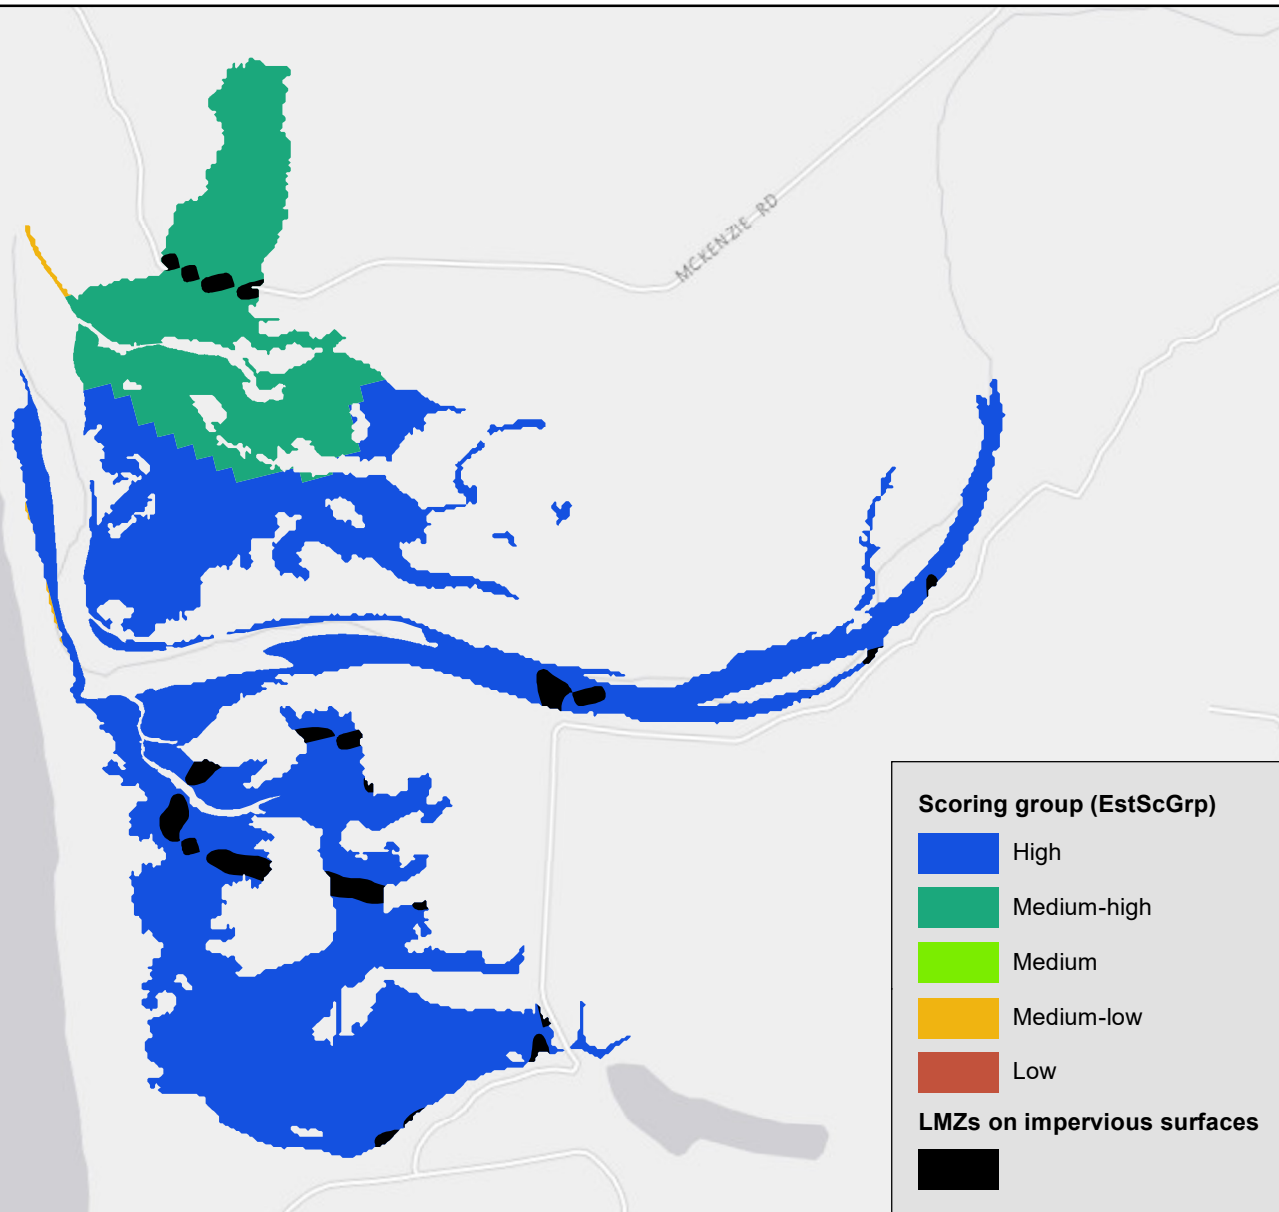 MCKENZIE RD
Scoring group (EstScGrp)
High
Medium-high
Medium
Medium-low
Low
LMZs on impervious surfaces